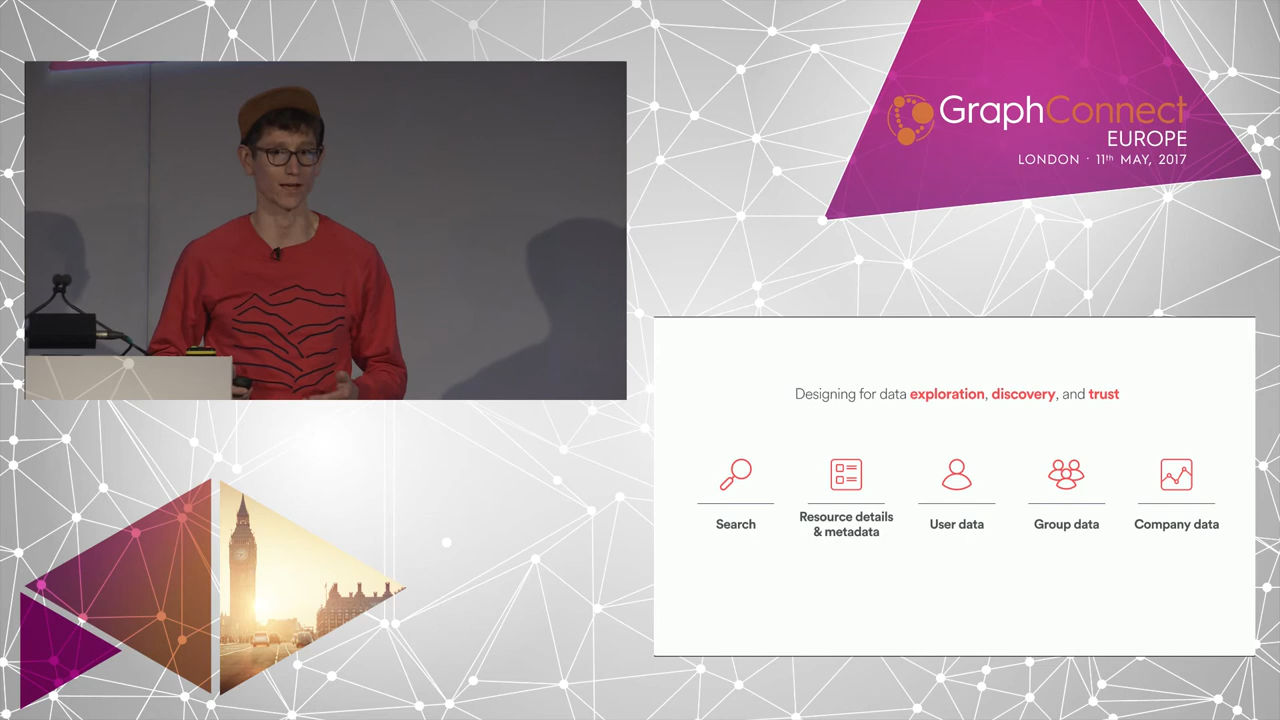 GraphConnect
EUROPE
LONDON · 11th MAY, 2017
Designing for data exploration, discovery, and trust
Search
Resource details
& metadata
User data
Group data
Company data